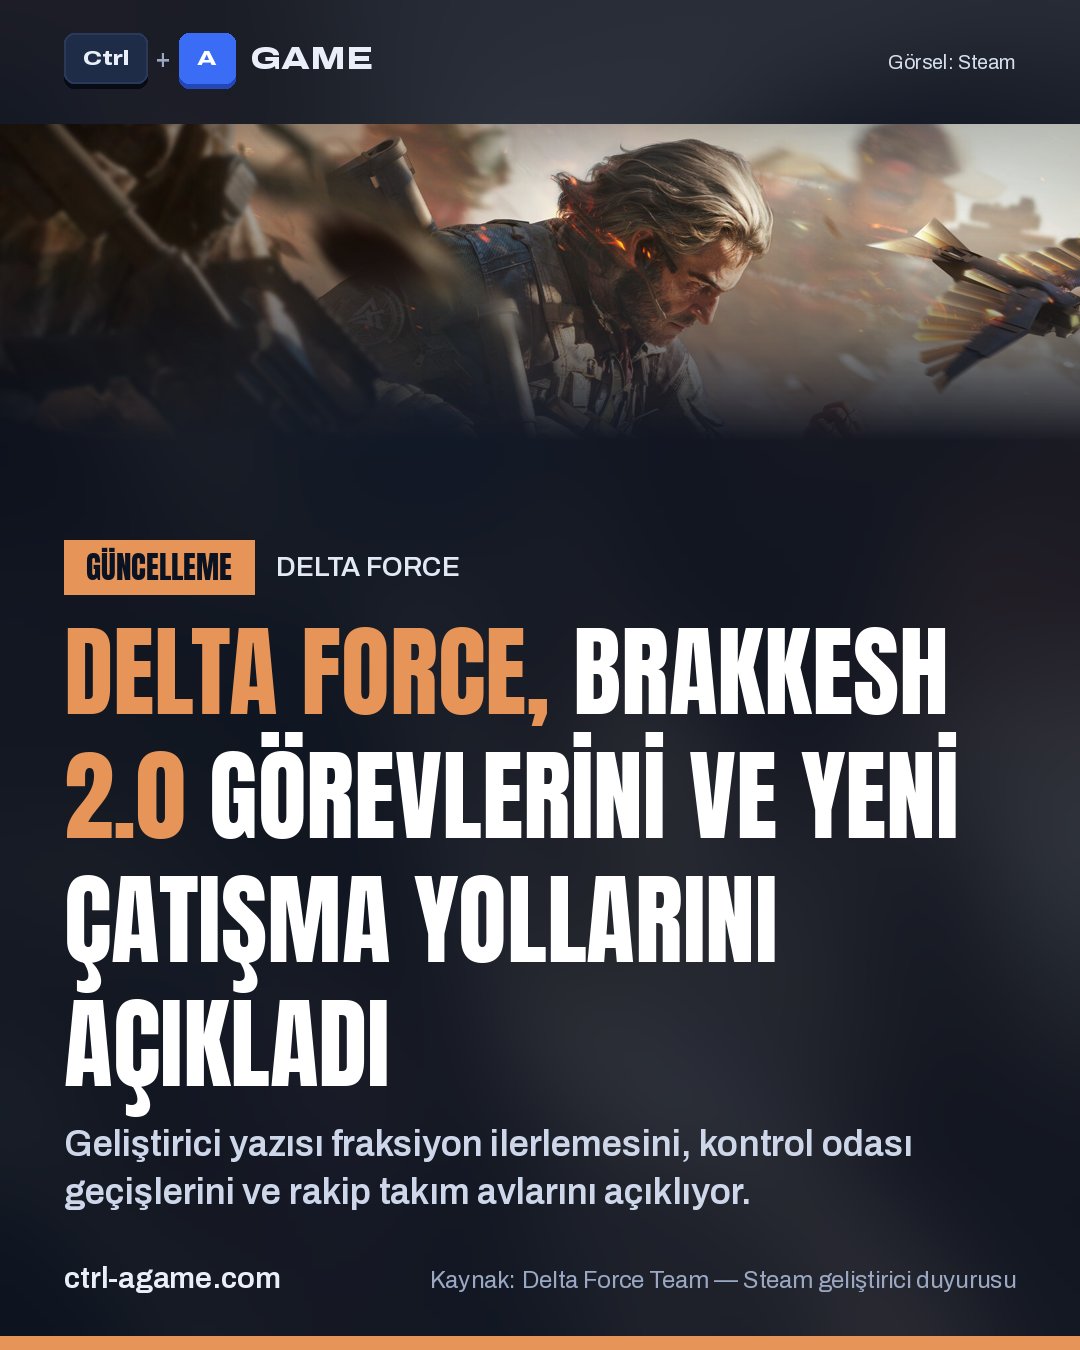 Ctrl + A GAME
Görsel: Steam
GÜNCELLEME DELTA FORCE
DELTA FORCE, BRAKKESH
2.0 GÖREVLERİNİ VE YENİ
ÇATIŞMA YOLLARINI
AÇIKLADI
Geliştirici yazısı fraksiyon ilerlemesini, kontrol odası
geçişlerini ve rakip takım avlarını açıklıyor.
ctrl-agame.com
Kaynak: Delta Force Team — Steam geliştirici duyurusu